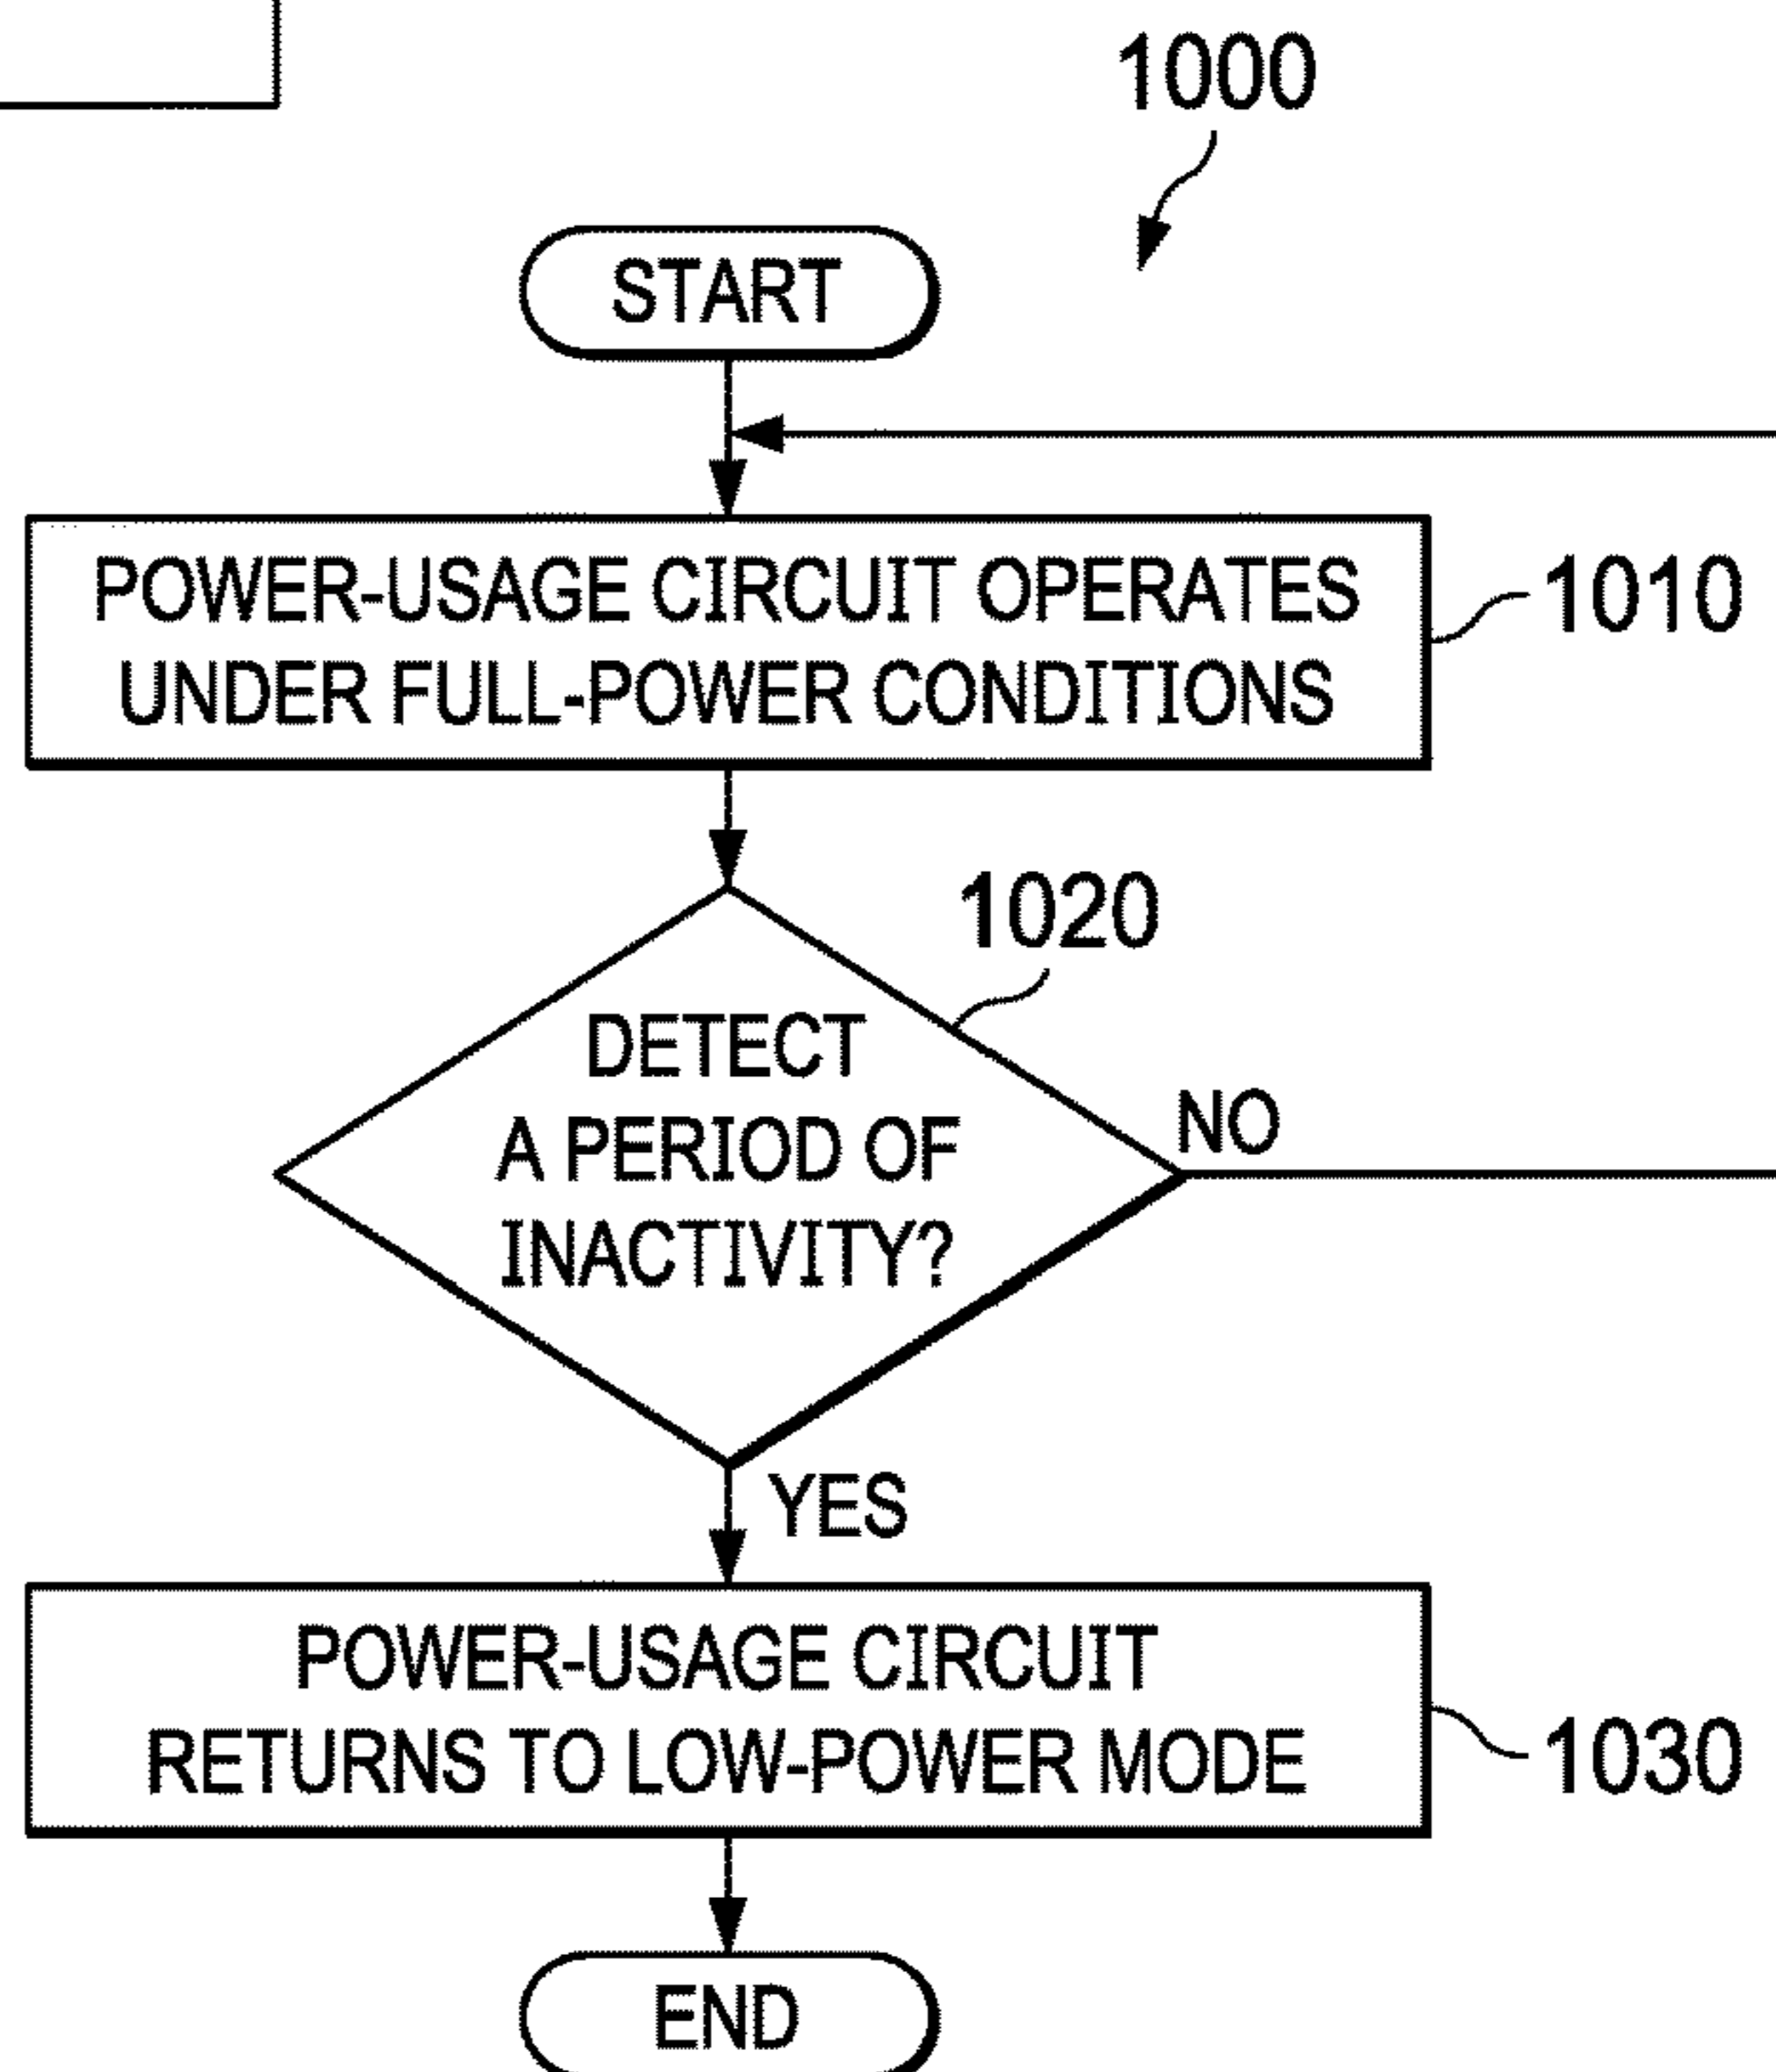 1000
START
POWER-USAGE CIRCUIT OPERATES
UNDER FULL-POWER CONDITIONS
1010
1020
DETECT
A PERIOD OF
INACTIVITY?
NO
YES
POWER-USAGE CIRCUIT
RETURNS TO LOW-POWER MODE
1030
END